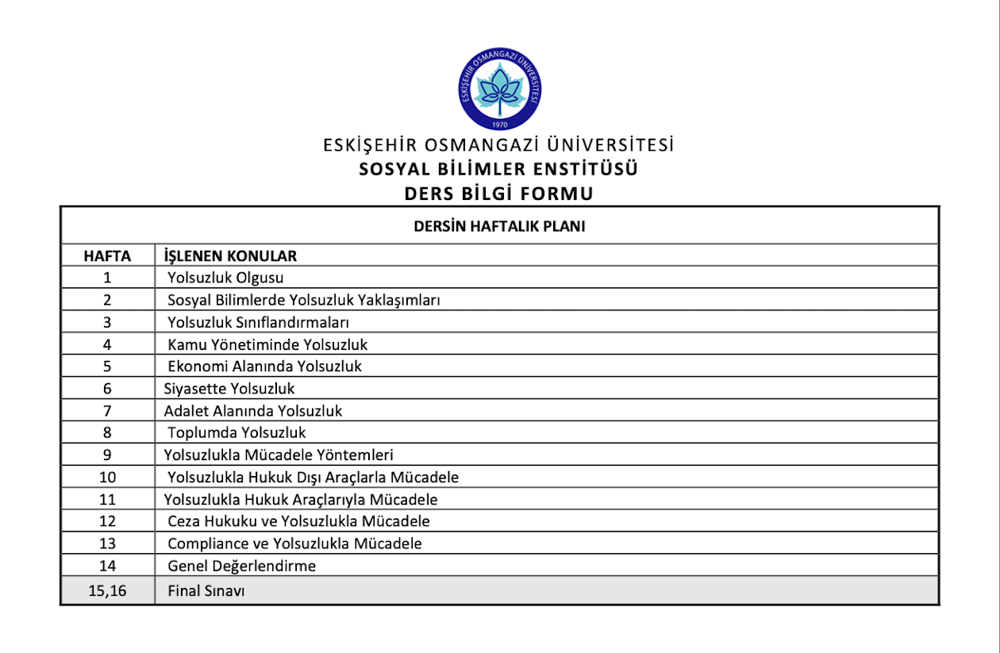 ESKİŞEHİR OSMANGAZİ ÜNİVERSİTESİ
1970
ESKİŞEHİR OSMANGAZİ ÜNİVERSİTESİ
SOSYAL BİLİMLER ENSTİTÜSÜ
DERS BİLGİ FORMU
DERSİN HAFTALIK PLANI
HAFTA İŞLENEN KONULAR
1 Yolsuzluk Olgusu
2 Sosyal Bilimlerde Yolsuzluk Yaklaşımları
3 Yolsuzluk Sınıflandırmaları
4 Kamu Yönetiminde Yolsuzluk
5 Ekonomi Alanında Yolsuzluk
6 Siyasette Yolsuzluk
7 Adalet Alanında Yolsuzluk
8 Toplumda Yolsuzluk
9 Yolsuzlukla Mücadele Yöntemleri
10 Yolsuzlukla Hukuk Dışı Araçlarla Mücadele
11 Yolsuzlukla Hukuk Araçlarıyla Mücadele
12 Ceza Hukuku ve Yolsuzlukla Mücadele
13 Compliance ve Yolsuzlukla Mücadele
14 Genel Değerlendirme
15,16 Final Sınavı